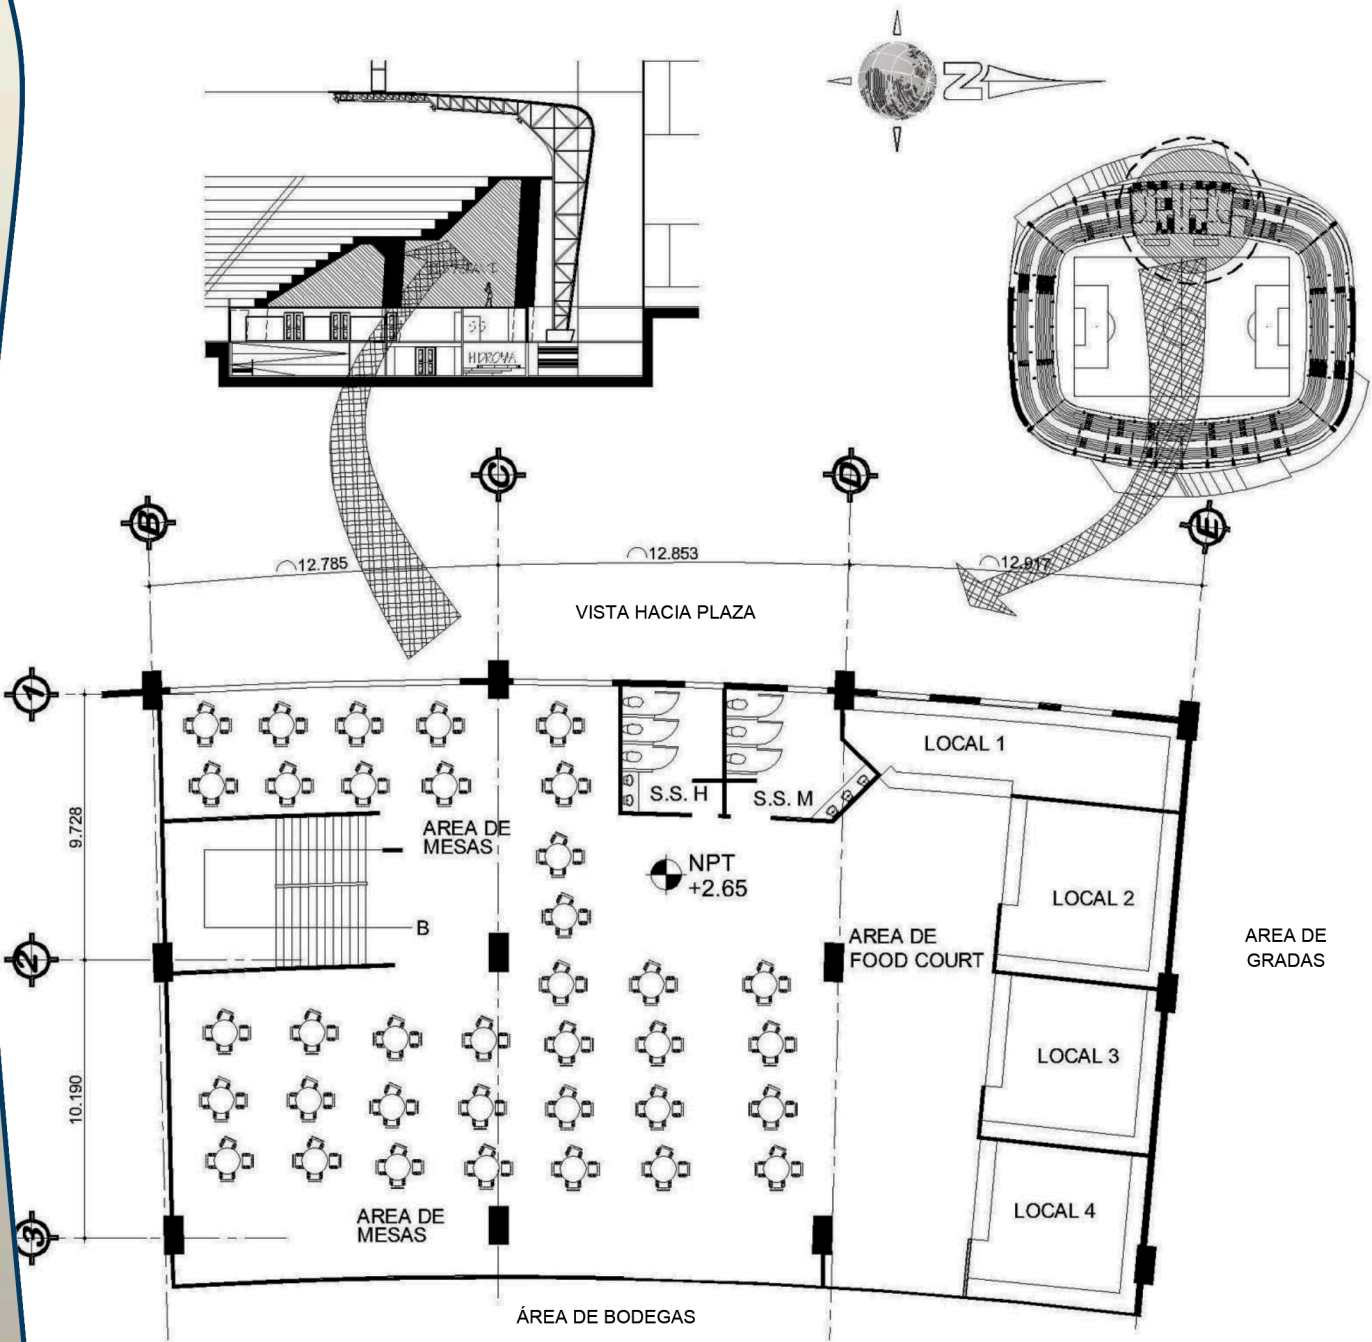 N
SS
HIDROMA
C
D
B
E
12.785
12.853
12.917
VISTA HACIA PLAZA
1
LOCAL 1
S.S. H
S.S. M
9.728
AREA DE
MESAS
NPT
+2.65
LOCAL 2
B
2
AREA DE
FOOD COURT
AREA DE
GRADAS
LOCAL 3
10.190
LOCAL 4
AREA DE
MESAS
3
ÁREA DE BODEGAS